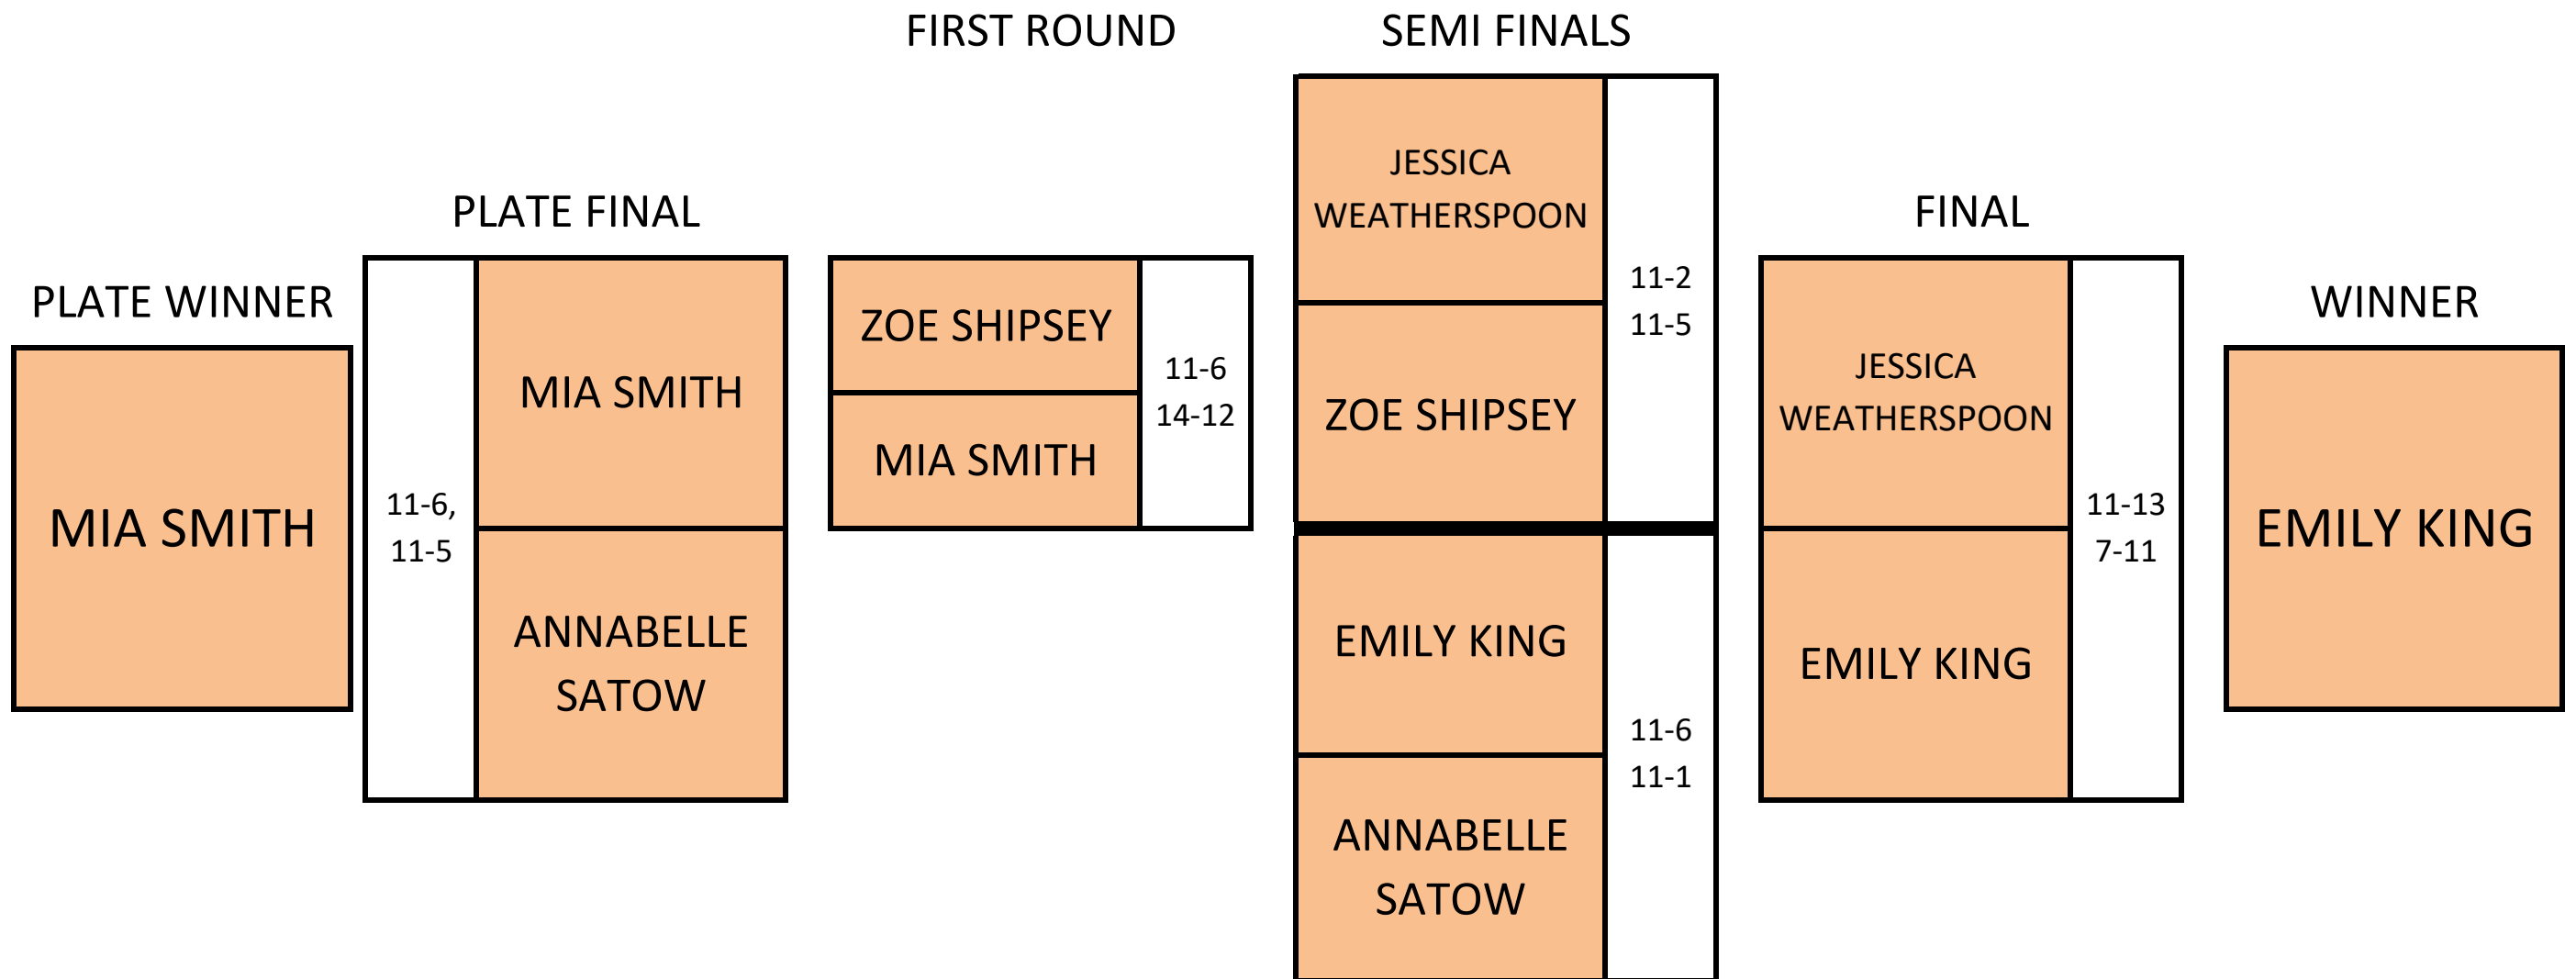 FIRST ROUND
SEMI FINALS
PLATE FINAL
FINAL
PLATE WINNER
WINNER
MIA SMITH
11-6,
11-5
MIA SMITH
ANNABELLE
SATOW
ZOE SHIPSEY
MIA SMITH
11-6
14-12
JESSICA
WEATHERSPOON
ZOE SHIPSEY
11-2
11-5
EMILY KING
ANNABELLE
SATOW
11-6
11-1
JESSICA
WEATHERSPOON
EMILY KING
11-13
7-11
EMILY KING